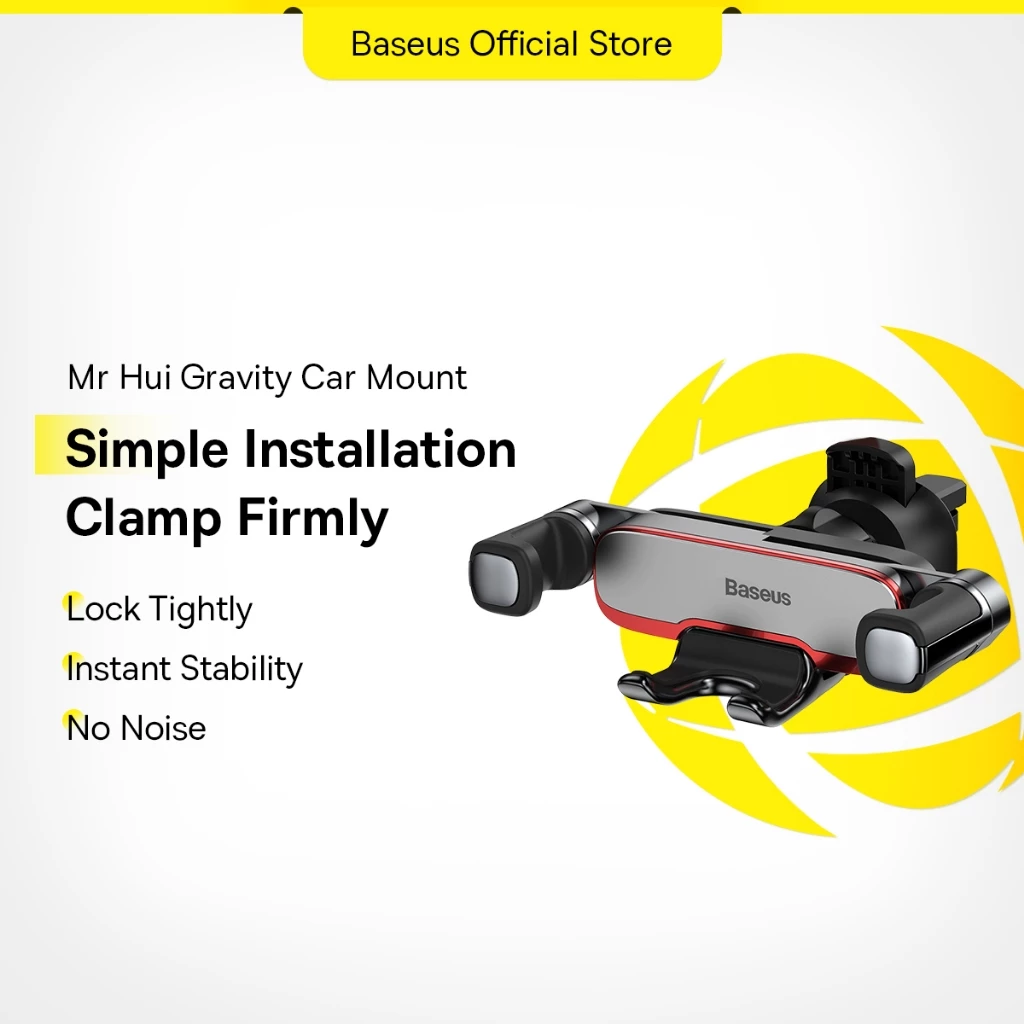 Baseus Official Store
Mr Hui Gravity Car Mount
Simple Installation
Clamp Firmly
Lock Tightly
Instant Stability
No Noise
Baseus